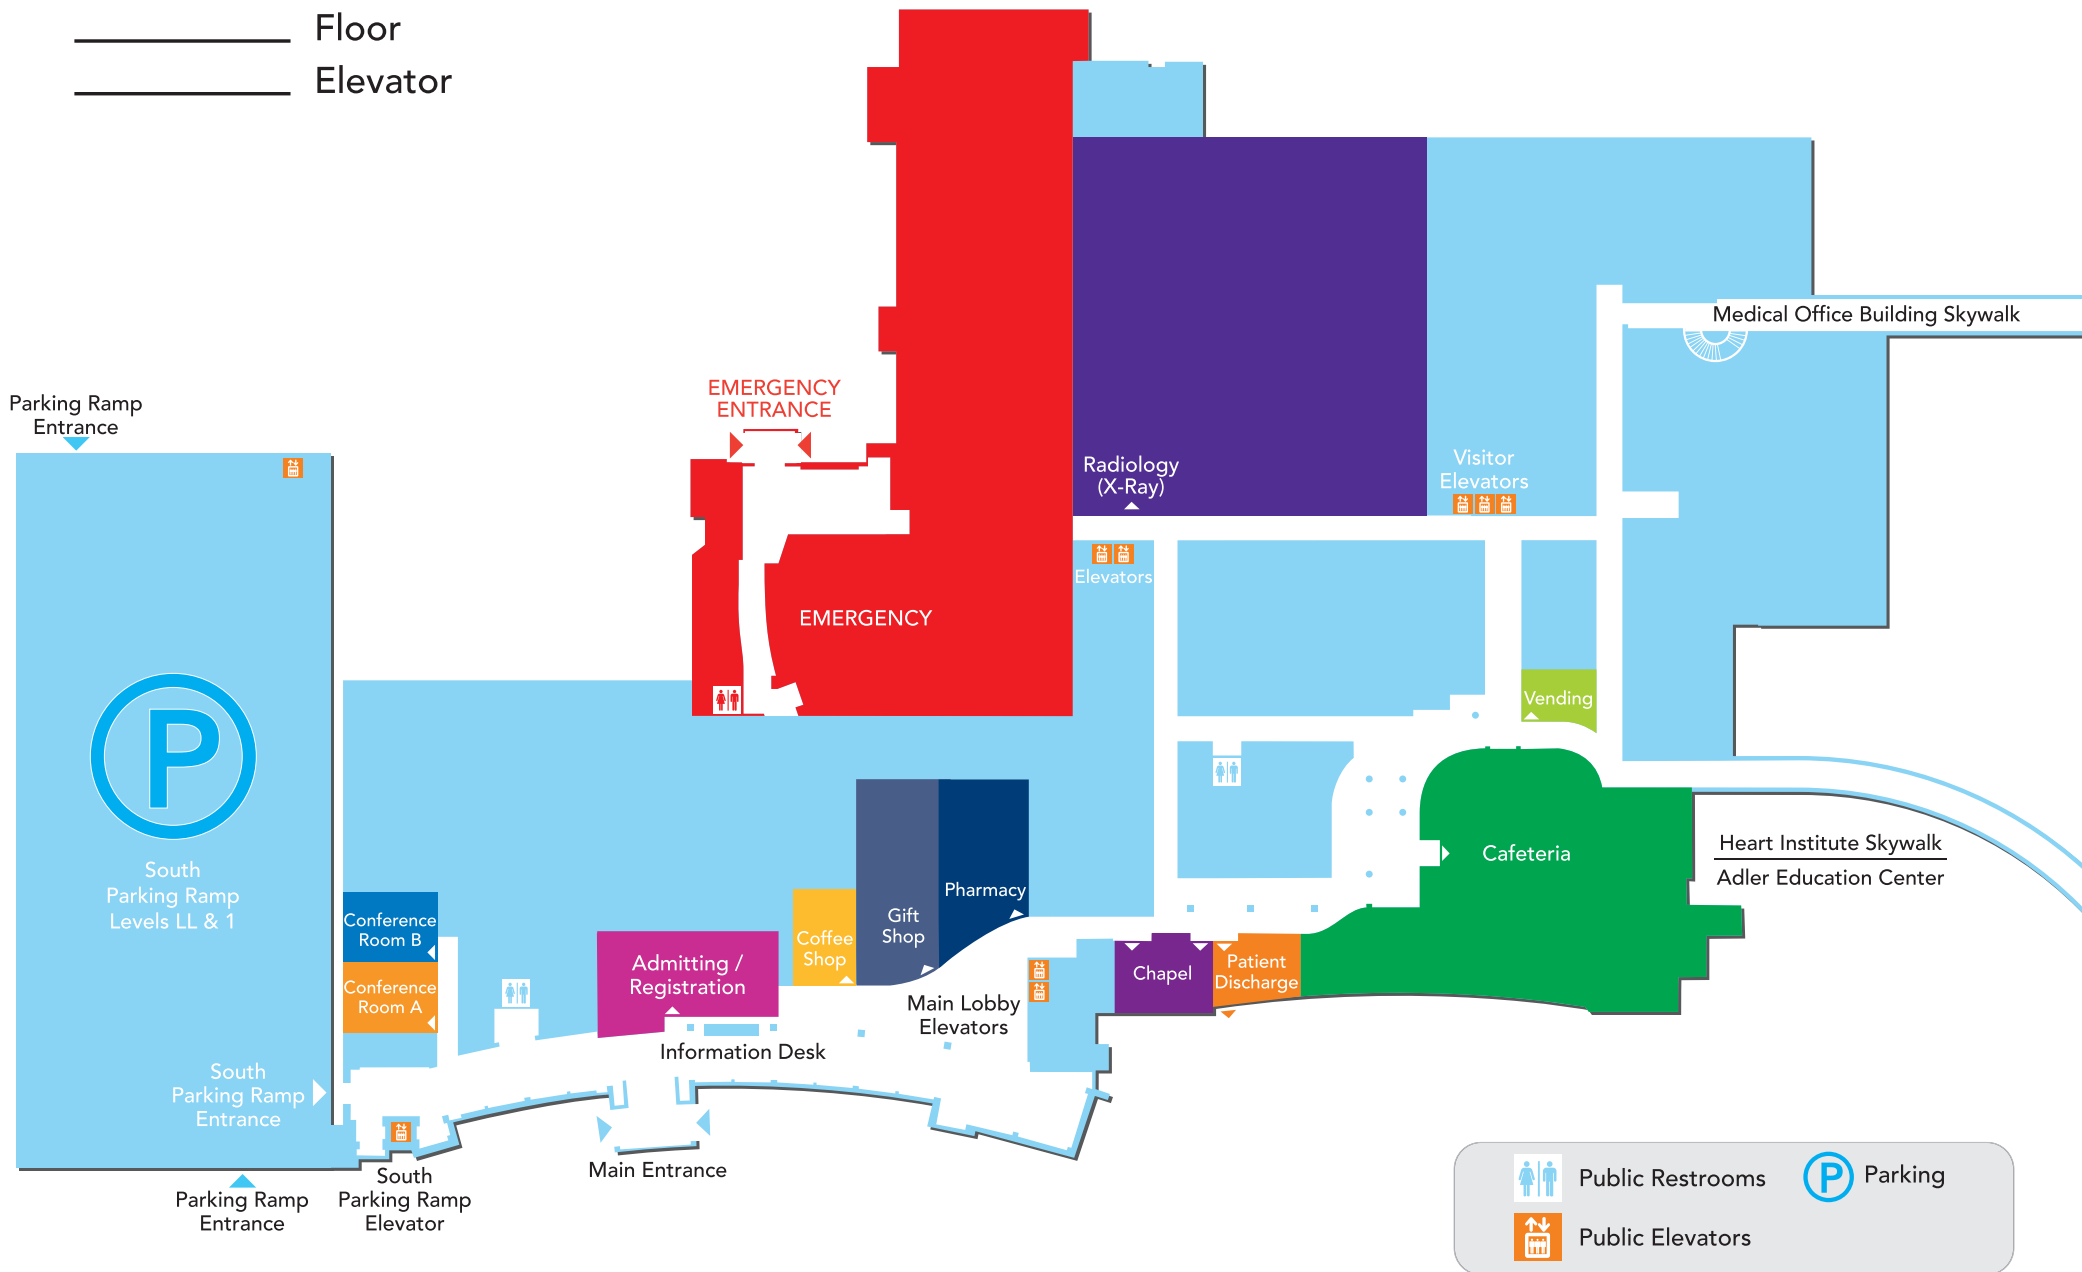 Floor
Elevator
EMERGENCY
ENTRANCE
Parking Ramp
Entrance
Medical Office Building Skywalk
Radiology
(X-Ray)
Visitor
Elevators
Elevators
EMERGENCY
Vending
P
South
Parking Ramp
Levels LL & 1
Conference
Room B
Conference
Room A
Admitting /
Registration
Coffee
Shop
Gift
Shop
Pharmacy
Cafeteria
Heart Institute Skywalk
Adler Education Center
Chapel
Patient
Discharge
Main Lobby
Elevators
Information Desk
South
Parking Ramp
Entrance
Main Entrance
Parking Ramp
Entrance
South
Parking Ramp
Elevator
Public Restrooms
P
Parking
Public Elevators